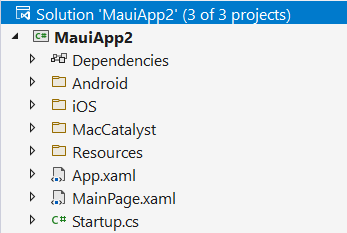 Solution 'MauiApp2' (3 of 3 projects)
C# MauiApp2
Dependencies
Android
iOS
MacCatalyst
Resources
App.xaml
MainPage.xaml
C# Startup.cs